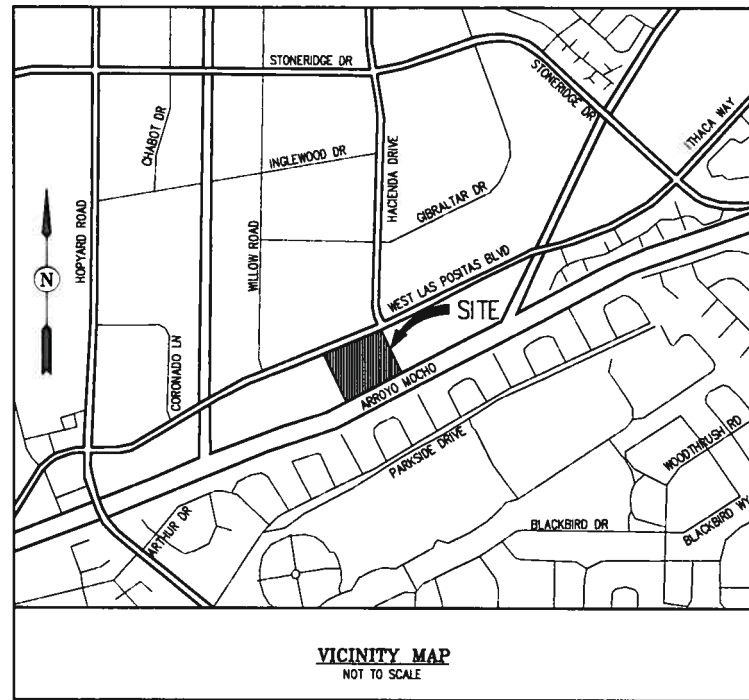 STONERIDGE DR
STONERIDGE DR
ITHACA WAY
CHABOT DR
INGLEWOOD DR
HACIENDA DRIVE
GIBRALTAR DR
HOPYARD ROAD
N
WILLOW ROAD
WEST LAS POSITAS BLVD
SITE
CORONADO LN
ARROYO MOCHO
PARKSIDE DRIVE
WOODTHRUSH RD
ARTHUR DR
BLACKBIRD DR
BLACKBIRD WY
VICINITY MAP
NOT TO SCALE